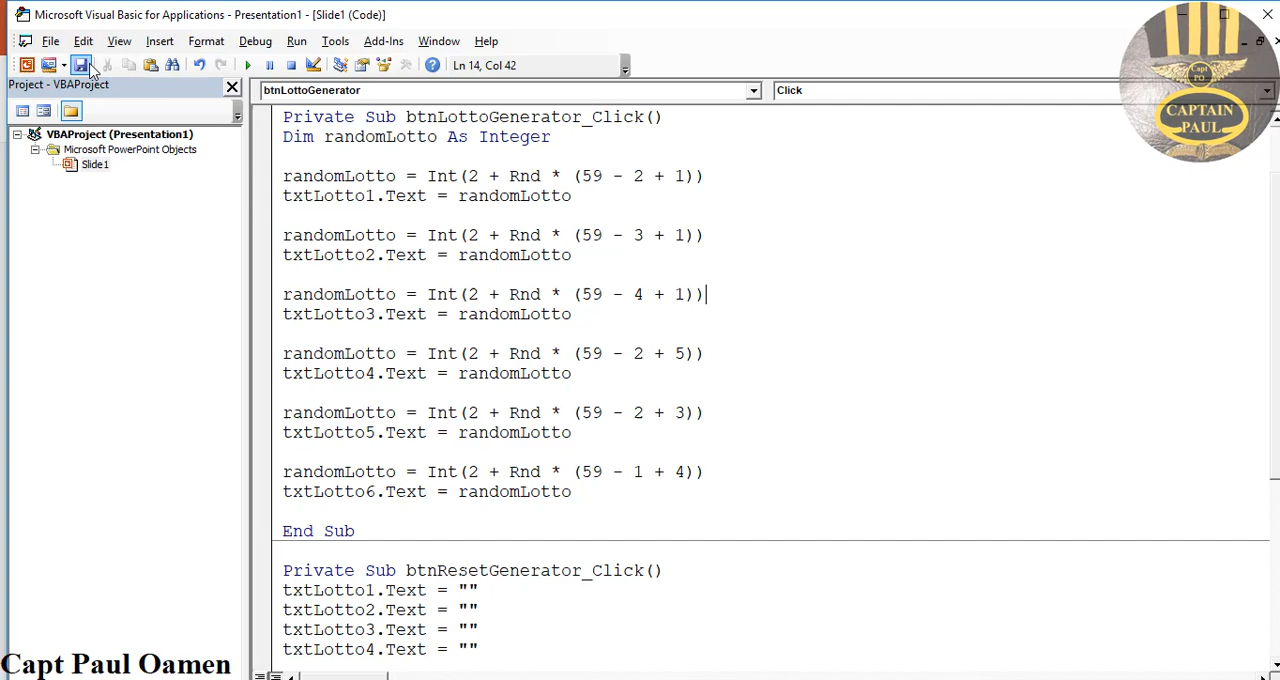 Microsoft Visual Basic for Applications - Presentation1 - [Slide1 (Code)]
File Edit View Insert Format Debug Run Tools Add-Ins Window Help
Ln 14, Col 42
Project - VBAProject
VBAProject (Presentation1)
Microsoft PowerPoint Objects
Slide1
btnLottoGenerator
Click
Private Sub btnLottoGenerator_Click()
Dim randomLotto As Integer
randomLotto = Int(2 + Rnd * (59 - 2 + 1))
txtLotto1.Text = randomLotto
randomLotto = Int(2 + Rnd * (59 - 3 + 1))
txtLotto2.Text = randomLotto
randomLotto = Int(2 + Rnd * (59 - 4 + 1))
txtLotto3.Text = randomLotto
randomLotto = Int(2 + Rnd * (59 - 2 + 5))
txtLotto4.Text = randomLotto
randomLotto = Int(2 + Rnd * (59 - 2 + 3))
txtLotto5.Text = randomLotto
randomLotto = Int(2 + Rnd * (59 - 1 + 4))
txtLotto6.Text = randomLotto
End Sub
Private Sub btnResetGenerator_Click()
txtLotto1.Text = ""
txtLotto2.Text = ""
txtLotto3.Text = ""
txtLotto4.Text = ""
Capt
PO
CAPTAIN
PAUL
Capt Paul Oamen